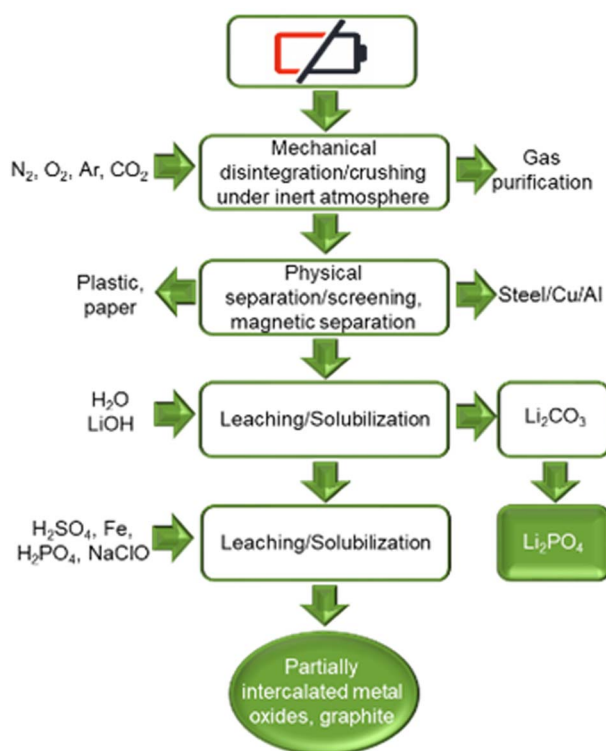 N₂, O₂, Ar, CO₂
Mechanical
disintegration/crushing
under inert atmosphere
Gas
purification
Plastic,
paper
Physical
separation/screening,
magnetic separation
Steel/Cu/Al
H₂O
LiOH
Leaching/Solubilization
Li₂CO₃
H₂SO₄, Fe,
H₂PO₄, NaClO
Leaching/Solubilization
Li₂PO₄
Partially
intercalated metal
oxides, graphite